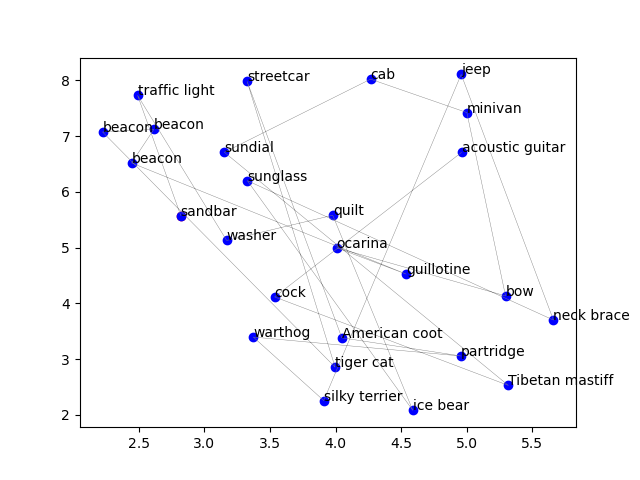 jeep
cab
streetcar
8
traffic light
minivan
beacon
beacon
7
acoustic guitar
sundial
beacon
sunglass
6
quilt
sandbar
washer
ocarina
5
guillotine
cock
bow
4
neck brace
warthog
American coot
partridge
3
tiger cat
Tibetan mastiff
silky terrier
ice bear
2
2.5 3.0 3.5 4.0 4.5 5.0 5.5